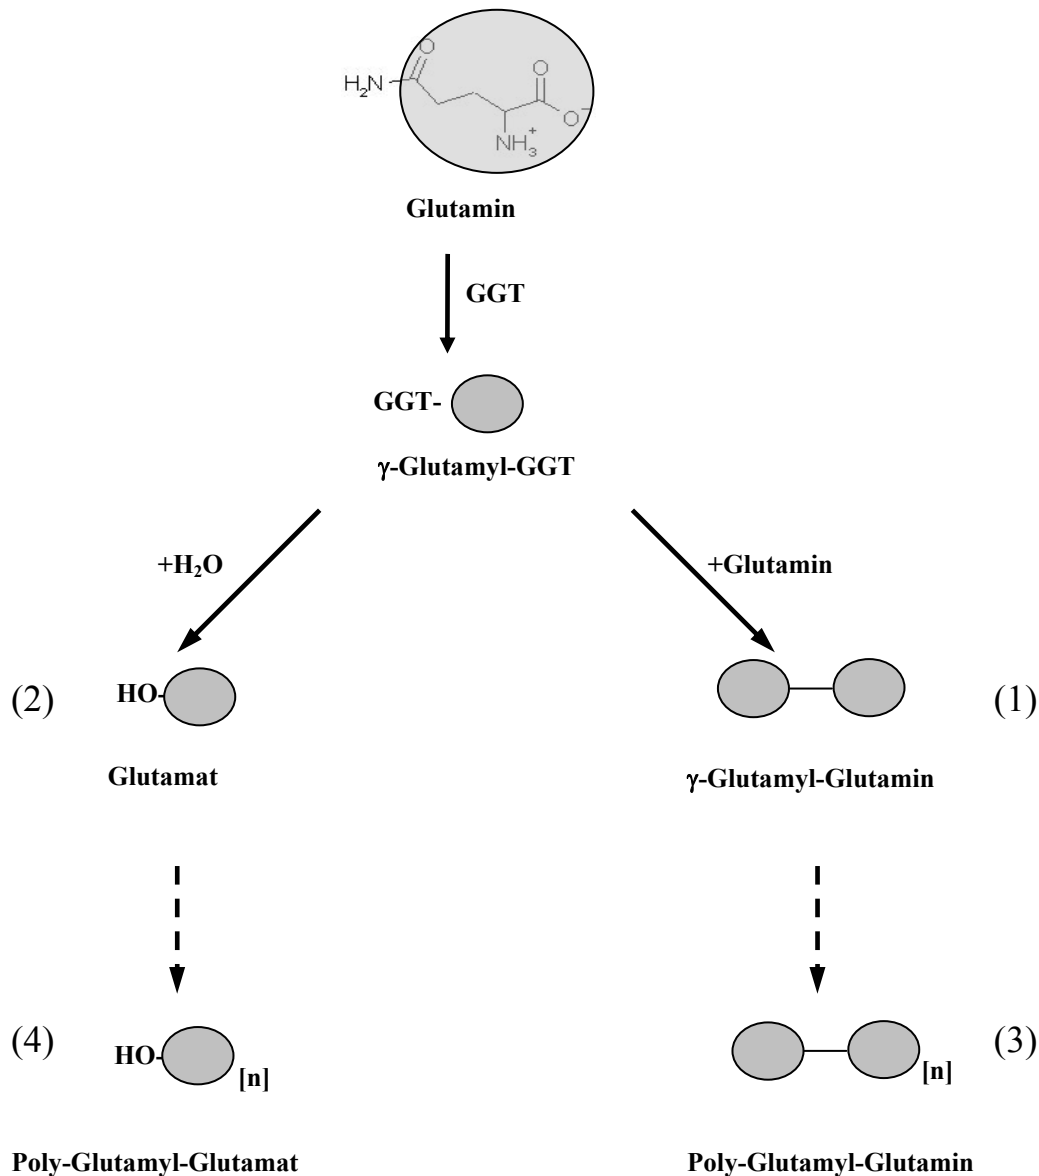 O
H₂N
O
O⁻
NH₃⁺
Glutamin
GGT
GGT-
γ-Glutamyl-GGT
+H₂O
+Glutamin
(2)
HO-
(1)
Glutamat
γ-Glutamyl-Glutamin
(4)
HO-
[n]
[n]
(3)
Poly-Glutamyl-Glutamat
Poly-Glutamyl-Glutamin